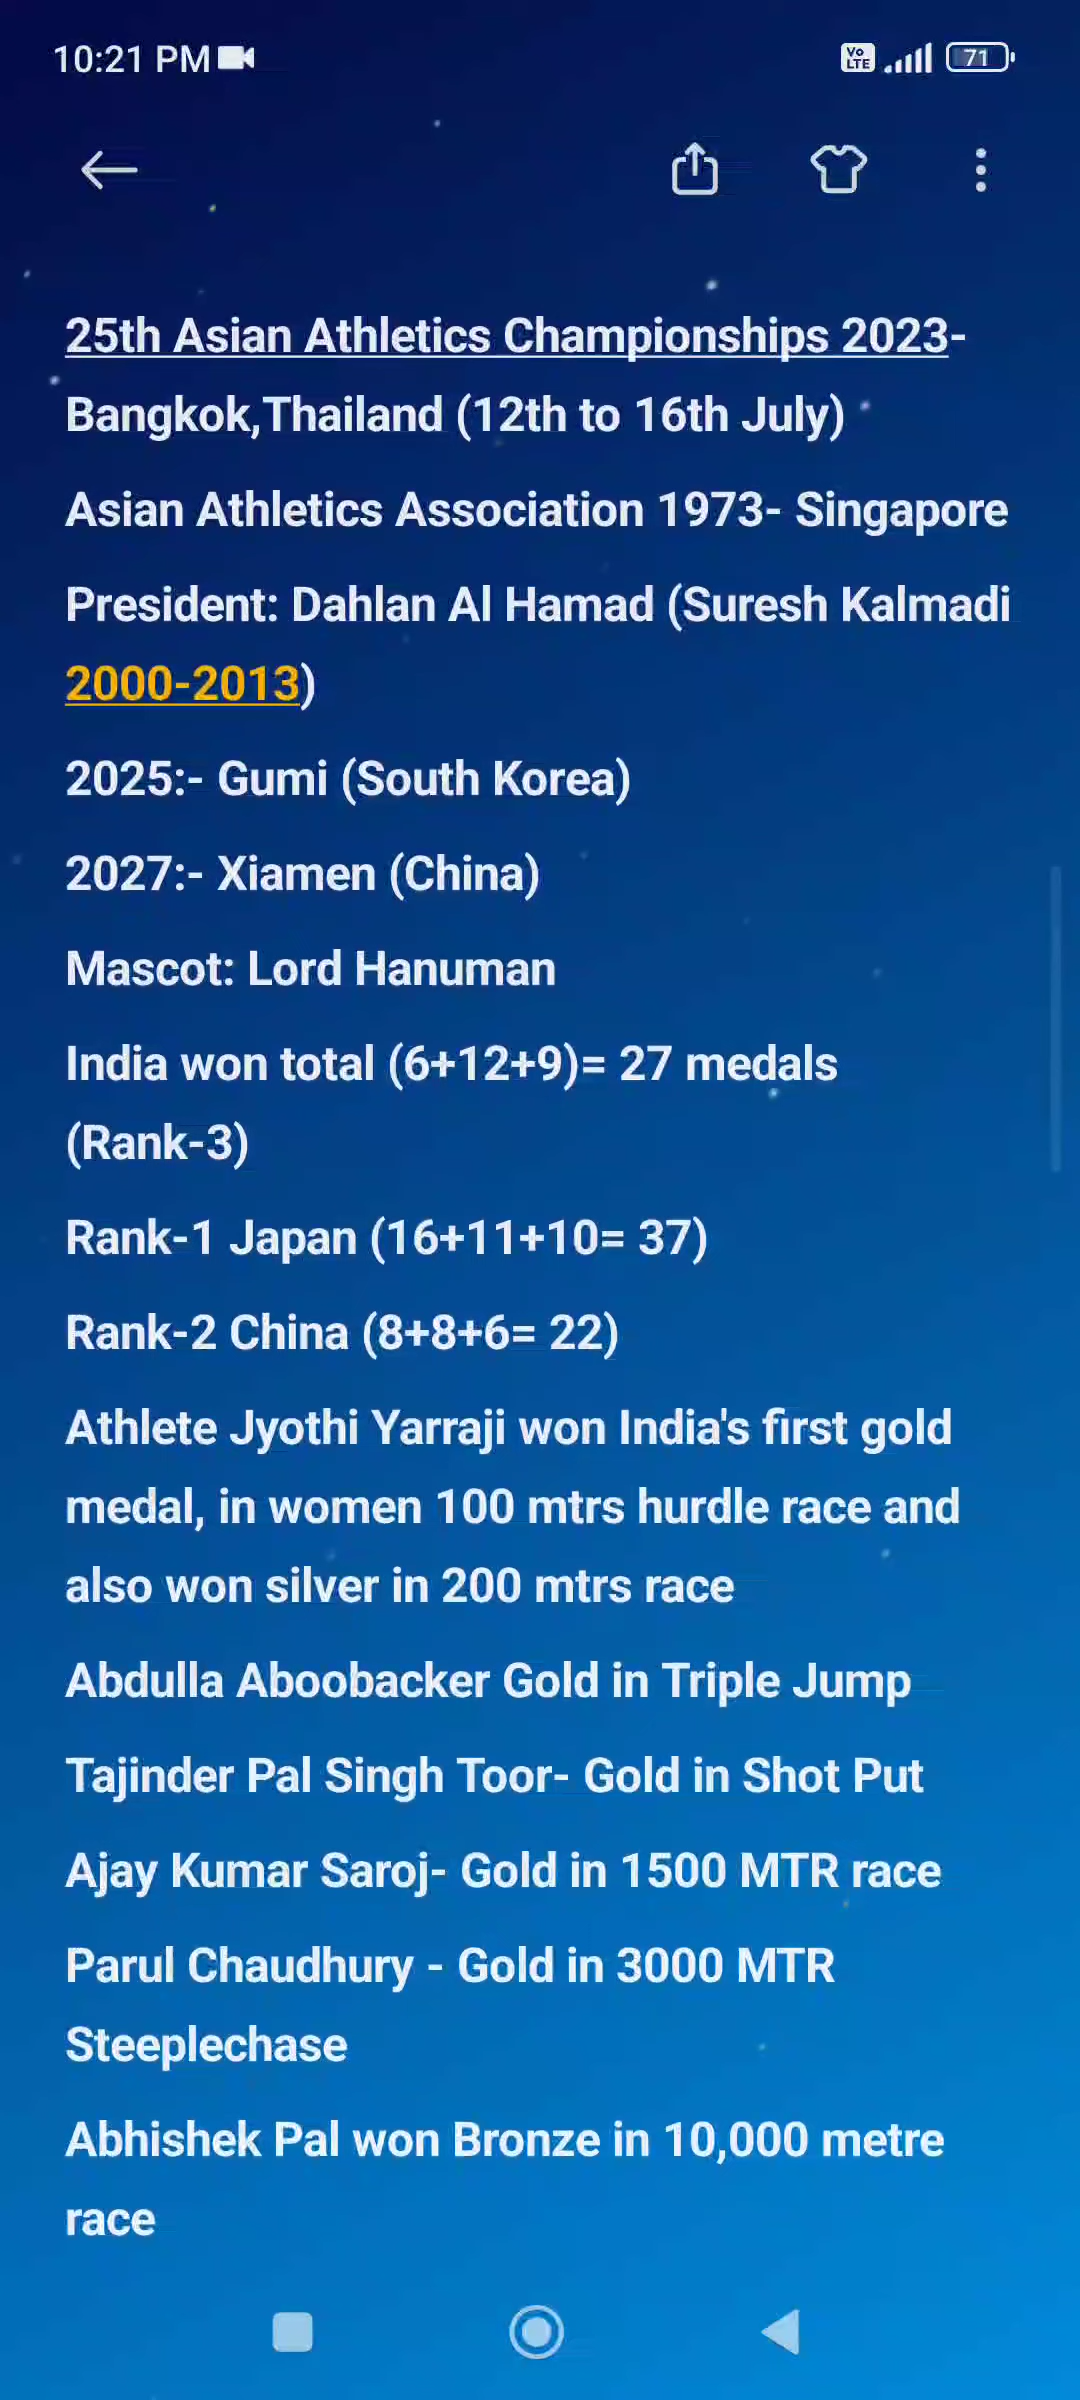 10:21 PM
Vo LTE
71
25th Asian Athletics Championships 2023-
Bangkok,Thailand (12th to 16th July)
Asian Athletics Association 1973- Singapore
President: Dahlan Al Hamad (Suresh Kalmadi
2000-2013)
2025:- Gumi (South Korea)
2027:- Xiamen (China)
Mascot: Lord Hanuman
India won total (6+12+9)= 27 medals
(Rank-3)
Rank-1 Japan (16+11+10= 37)
Rank-2 China (8+8+6= 22)
Athlete Jyothi Yarraji won India's first gold
medal, in women 100 mtrs hurdle race and
also won silver in 200 mtrs race
Abdulla Aboobacker Gold in Triple Jump
Tajinder Pal Singh Toor- Gold in Shot Put
Ajay Kumar Saroj- Gold in 1500 MTR race
Parul Chaudhury - Gold in 3000 MTR
Steeplechase
Abhishek Pal won Bronze in 10,000 metre
race